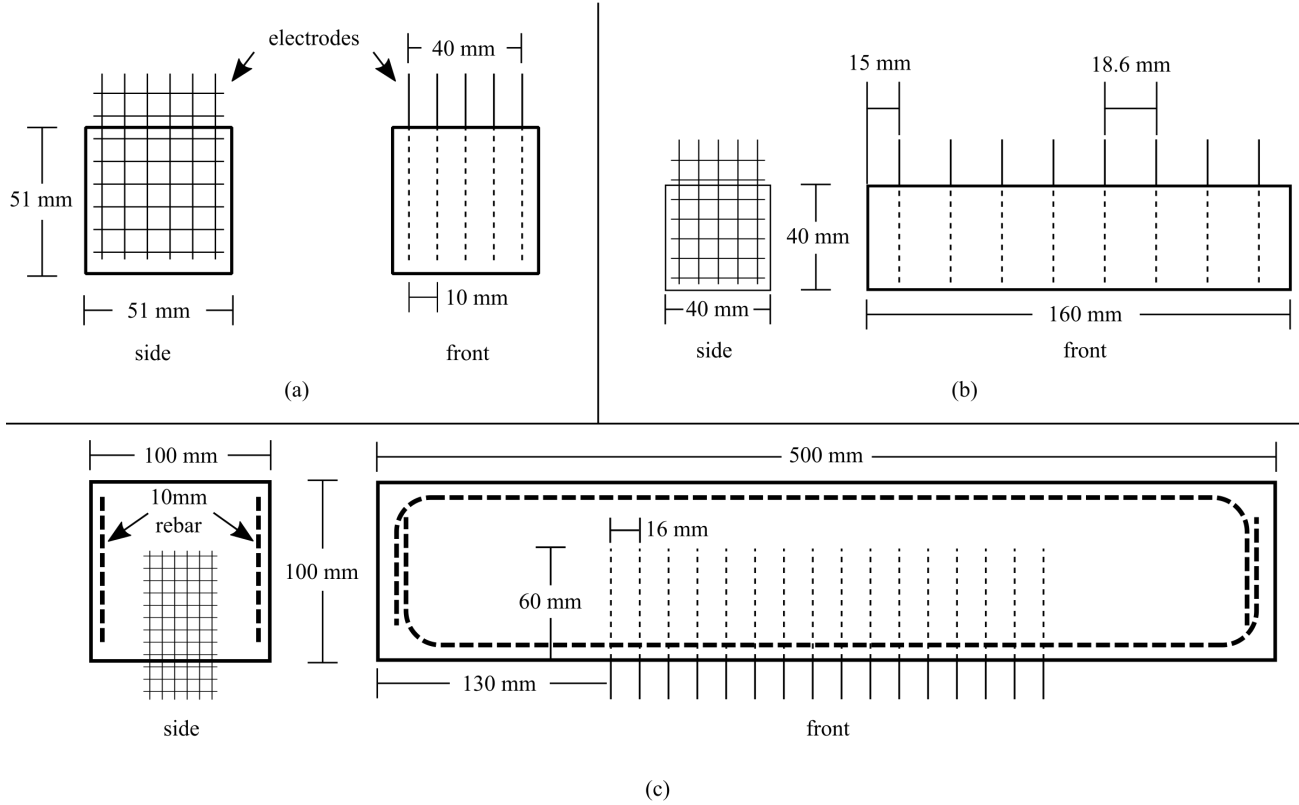 electrodes
40 mm
51 mm
51 mm
10 mm
side
front
(a)
15 mm
18.6 mm
40 mm
40 mm
160 mm
side
front
(b)
100 mm
500 mm
10mm
rebar
16 mm
100 mm
60 mm
130 mm
side
front
(c)